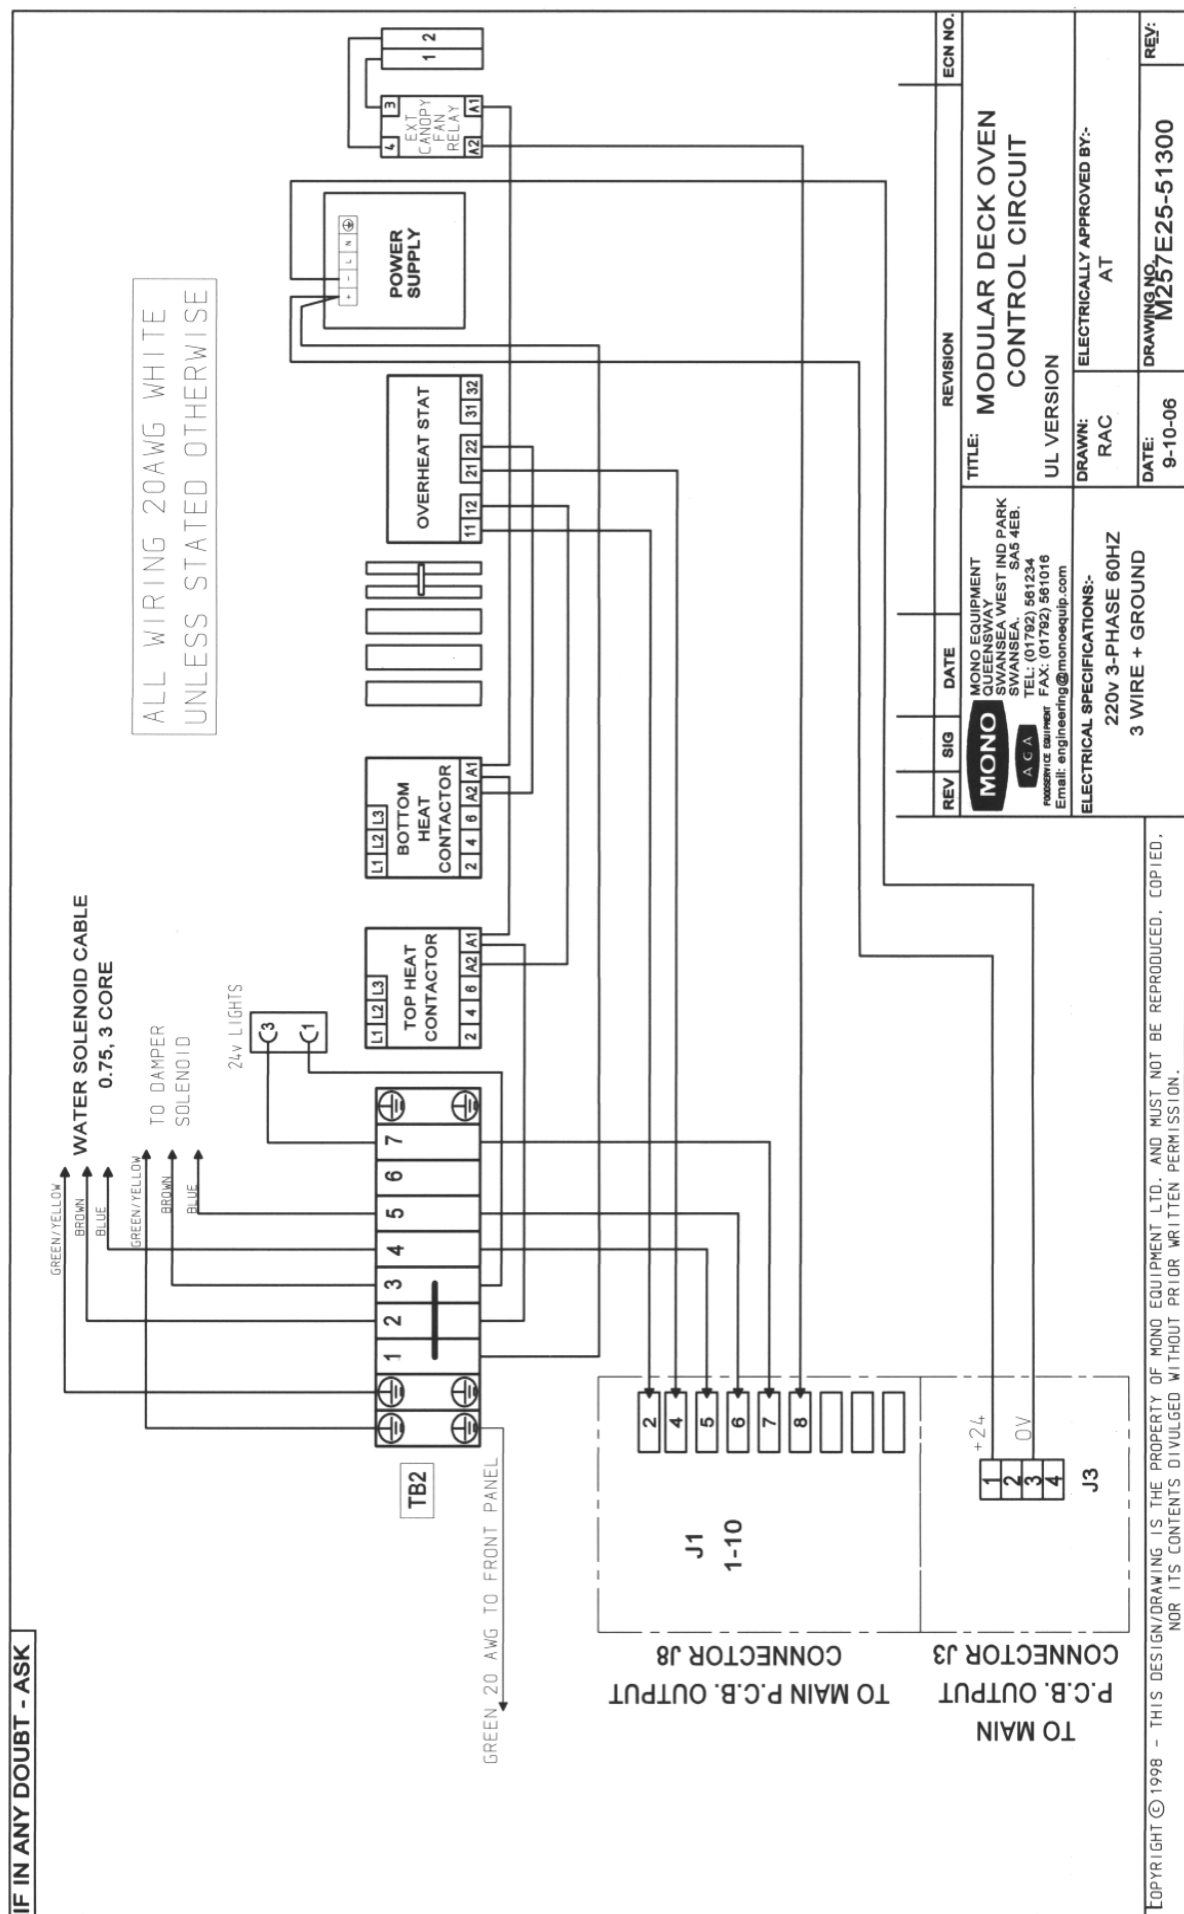 IF IN ANY DOUBT - ASK
ALL WIRING 20AWG WHITE
UNLESS STATED OTHERWISE
WATER SOLENOID CABLE
0.75, 3 CORE
GREEN/YELLOW
BROWN
BLUE
TO DAMPER
SOLENOID
GREEN/YELLOW
BROWN
BLUE
24v LIGHTS
3
1
TB2
1
2
3
4
5
6
7
GREEN 20 AWG TO FRONT PANEL
L1 L2 L3
TOP HEAT
CONTACTOR
2 4 6 A2 A1
L1 L2 L3
BOTTOM
HEAT
CONTACTOR
2 4 6 A2 A1
OVERHEAT STAT
11 12 21 22 31 32
+ - L N
POWER
SUPPLY
4 3
EXT
CANOPY
FAN
RELAY
A2 A1
1 2
J1
1-10
2
4
5
6
7
8
TO MAIN P.C.B. OUTPUT
CONNECTOR J8
+24
0V
1
2
3
4
J3
TO MAIN
P.C.B. OUTPUT
CONNECTOR J3
REV SIG DATE REVISION ECN NO.
MONO
AGA
FOODSERVICE EQUIPMENT
MONO EQUIPMENT
QUEENSWAY
SWANSEA WEST IND PARK
SWANSEA. SA5 4EB.
TEL: (01792) 561234
FAX: (01792) 561016
Email: engineering@monoequip.com
TITLE:
MODULAR DECK OVEN
CONTROL CIRCUIT
UL VERSION
ELECTRICAL SPECIFICATIONS:-
220v 3-PHASE 60HZ
3 WIRE + GROUND
DRAWN:
RAC
ELECTRICALLY APPROVED BY:-
AT
DATE:
9-10-06
DRAWING NO.
M257E25-51300
REV:
COPYRIGHT © 1998 - THIS DESIGN/DRAWING IS THE PROPERTY OF MONO EQUIPMENT LTD. AND MUST NOT BE REPRODUCED, COPIED,
NOR ITS CONTENTS DIVULGED WITHOUT PRIOR WRITTEN PERMISSION.